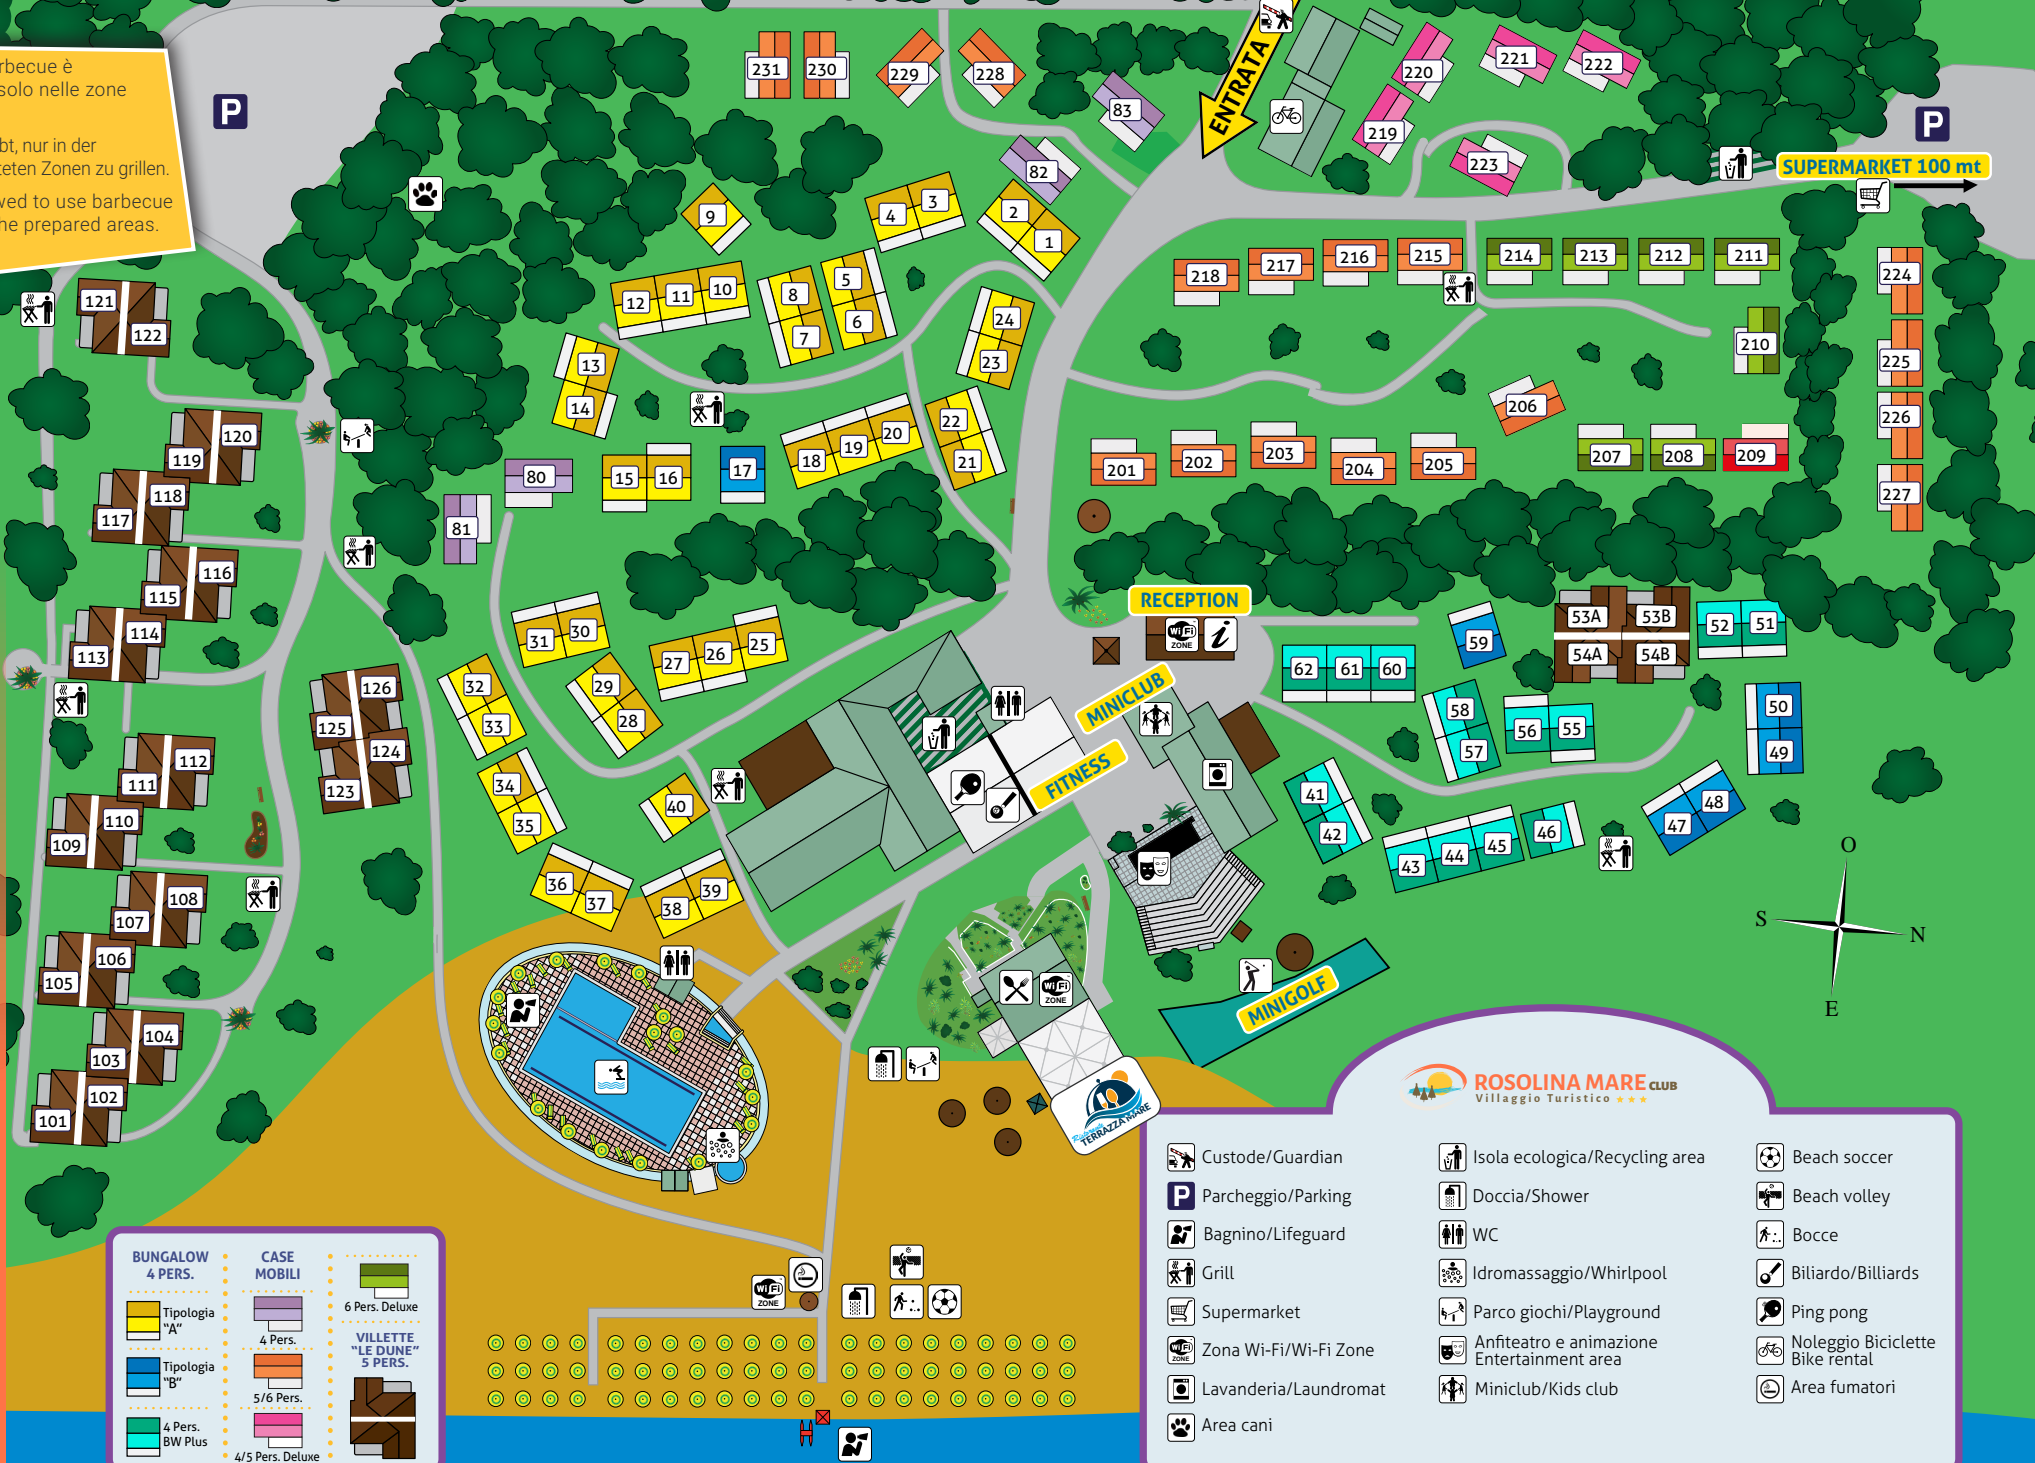 rbecue è
solo nelle zone
bt, nur in der
teten Zonen zu grillen.
wed to use barbecue
he prepared areas.
P
ENTRATA
P
SUPERMARKET 100 mt
231
230
229
228
83
82
220
221
222
219
223
9
4
3
2
1
12
11
10
8
7
5
6
24
23
218
217
216
215
214
213
212
211
210
224
225
226
227
121
122
13
14
120
119
118
117
116
115
114
113
80
81
15
16
17
18
19
20
22
21
201
202
203
204
205
206
207
208
209
RECEPTION
WiFi
ZONE
i
MINICLUB
FITNESS
31
30
27
26
25
29
28
32
33
34
35
40
36
37
38
39
126
125
124
123
112
111
110
109
108
107
106
105
104
103
102
101
59
53A
53B
54A
54B
52
51
62
61
60
58
57
56
55
50
49
41
42
43
44
45
46
47
48
O
S
N
E
MINIGOLF
WiFi
ZONE
Ristorante
TERRAZZA MARE
WiFi
ZONE
BUNGALOW
4 PERS.
Tipologia
"A"
Tipologia
"B"
4 Pers.
BW Plus
CASE
MOBILI
4 Pers.
5/6 Pers.
4/5 Pers. Deluxe
6 Pers. Deluxe
VILLETTE
"LE DUNE"
5 PERS.
ROSOLINA MARE CLUB
Villaggio Turistico
Custode/Guardian
P Parcheggio/Parking
Bagnino/Lifeguard
Grill
Supermarket
WiFi ZONE Zona Wi-Fi/Wi-Fi Zone
Lavanderia/Laundromat
Area cani
Isola ecologica/Recycling area
Doccia/Shower
WC
Idromassaggio/Whirlpool
Parco giochi/Playground
Anfiteatro e animazione
Entertainment area
Miniclub/Kids club
Beach soccer
Beach volley
Bocce
Biliardo/Billiards
Ping pong
Noleggio Biciclette
Bike rental
Area fumatori